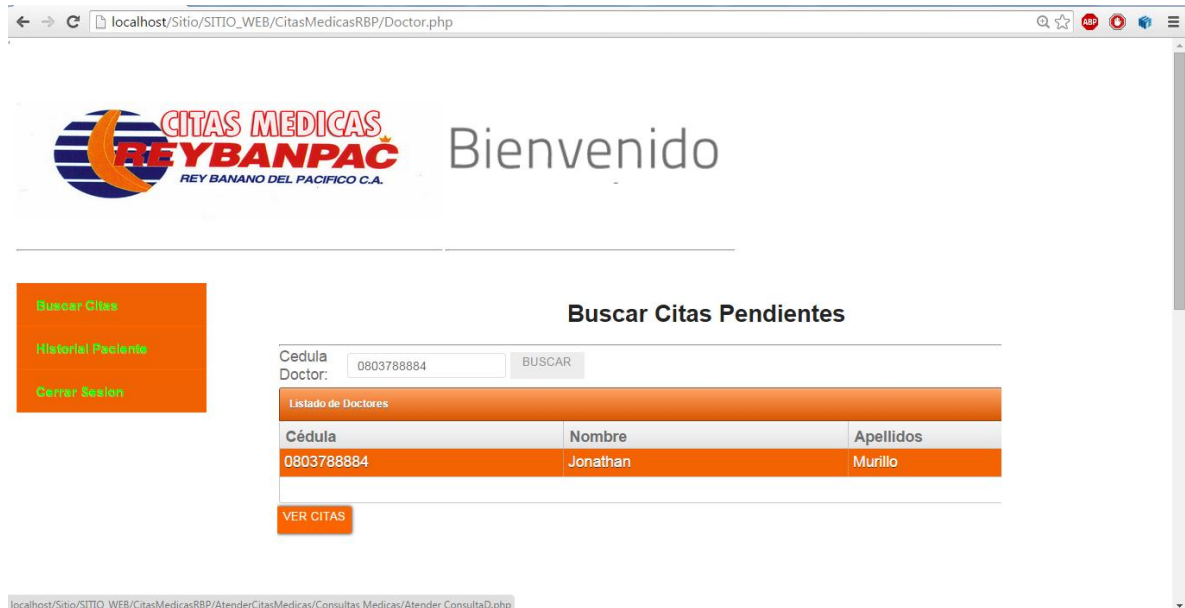 localhost/Sitio/SITIO_WEB/CitasMedicasRBP/Doctor.php
ABP
CITAS MEDICAS
REYBANPAC
REY BANANO DEL PACIFICO C.A.
Bienvenido
Buscar Citas
Historial Paciente
Cerrar Sesion
Buscar Citas Pendientes
Cedula
Doctor:
0803788884
BUSCAR
Listado de Doctores
Cédula Nombre Apellidos
0803788884 Jonathan Murillo
VER CITAS
localhost/Sitio/SITIO_WEB/CitasMedicasRBP/AtenderCitasMedicas/Consultas Medicas/Atender ConsultaD.php